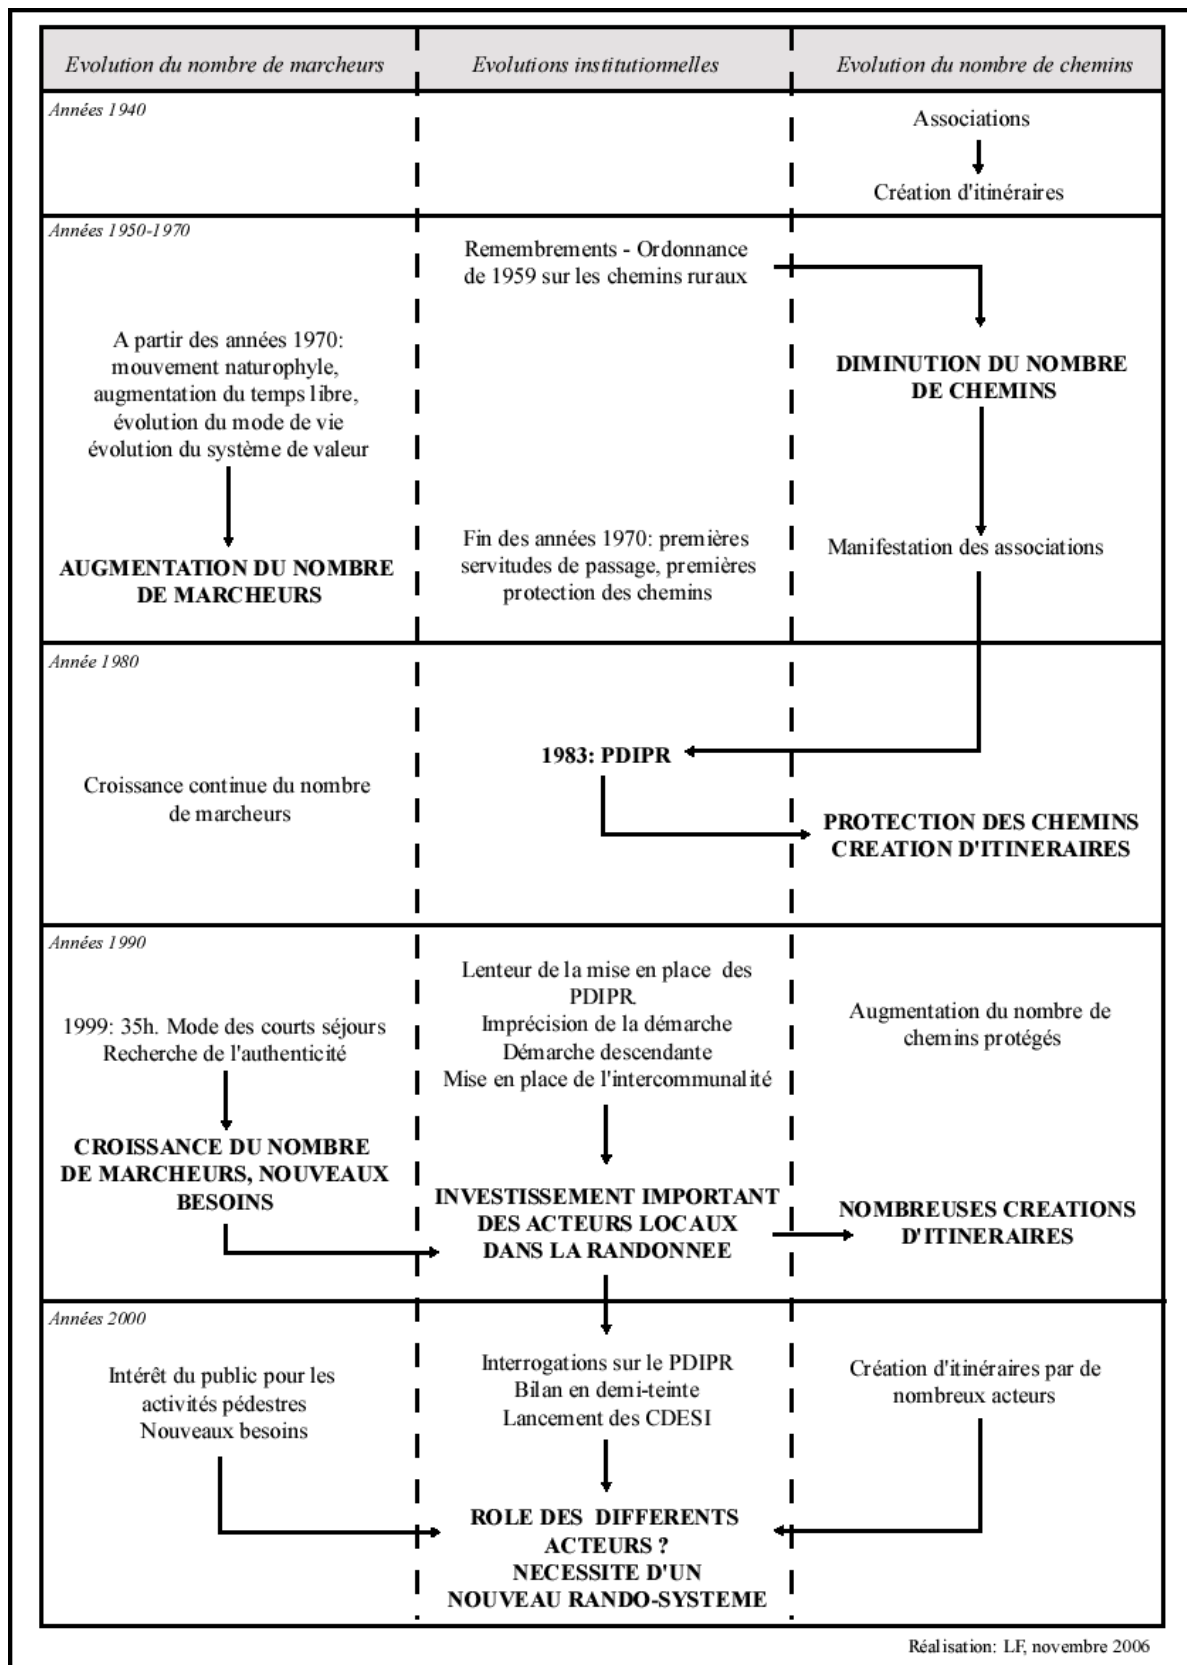 Evolution du nombre de marcheurs
Evolutions institutionnelles
Evolution du nombre de chemins
Années 1940
Associations
Création d'itinéraires
Années 1950-1970
Remembrements - Ordonnance
de 1959 sur les chemins ruraux
A partir des années 1970:
mouvement naturophyle,
augmentation du temps libre,
évolution du mode de vie
évolution du système de valeur
DIMINUTION DU NOMBRE
DE CHEMINS
AUGMENTATION DU NOMBRE
DE MARCHEURS
Fin des années 1970: premières
servitudes de passage, premières
protection des chemins
Manifestation des associations
Année 1980
Croissance continue du nombre
de marcheurs
1983: PDIPR
PROTECTION DES CHEMINS
CREATION D'ITINERAIRES
Années 1990
1999: 35h. Mode des courts séjours
Recherche de l'authenticité
CROISSANCE DU NOMBRE
DE MARCHEURS, NOUVEAUX
BESOINS
Lenteur de la mise en place des
PDIPR.
Imprécision de la démarche
Démarche descendante
Mise en place de l'intercommunalité
INVESTISSEMENT IMPORTANT
DES ACTEURS LOCAUX
DANS LA RANDONNEE
Augmentation du nombre de
chemins protégés
NOMBREUSES CREATIONS
D'ITINERAIRES
Années 2000
Intérêt du public pour les
activités pédestres
Nouveaux besoins
Interrogations sur le PDIPR
Bilan en demi-teinte
Lancement des CDESI
Création d'itinéraires par de
nombreux acteurs
ROLE DES DIFFERENTS
ACTEURS ?
NECESSITE D'UN
NOUVEAU RANDO-SYSTEME
Réalisation: LF, novembre 2006